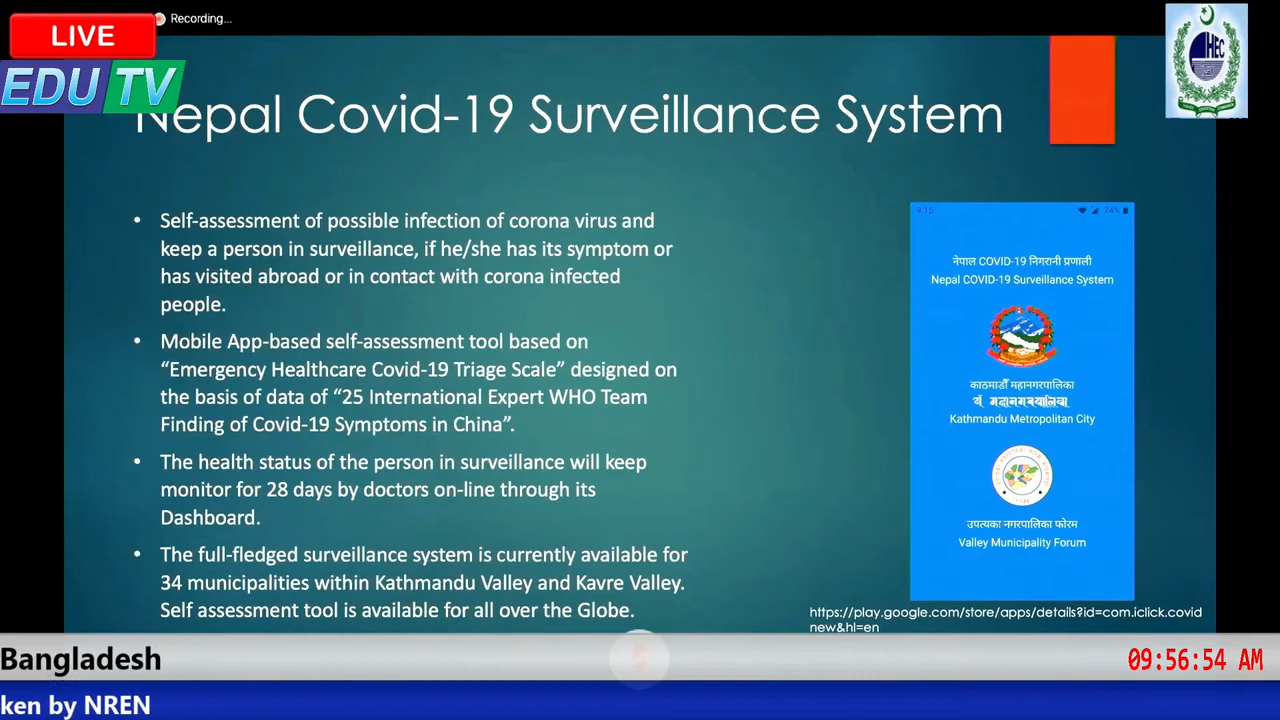 Recording...
LIVE
EDU TV
HEC
Nepal Covid-19 Surveillance System
• Self-assessment of possible infection of corona virus and
keep a person in surveillance, if he/she has its symptom or
has visited abroad or in contact with corona infected
people.
• Mobile App-based self-assessment tool based on
“Emergency Healthcare Covid-19 Triage Scale” designed on
the basis of data of “25 International Expert WHO Team
Finding of Covid-19 Symptoms in China”.
• The health status of the person in surveillance will keep
monitor for 28 days by doctors on-line through its
Dashboard.
• The full-fledged surveillance system is currently available for
34 municipalities within Kathmandu Valley and Kavre Valley.
Self assessment tool is available for all over the Globe.
9:15 74%
नेपाल COVID-19 निगरानी प्रणाली
Nepal COVID-19 Surveillance System
काठमाडौँ महानगरपालिका
Kathmandu Metropolitan City
उपत्यका नगरपालिका फोरम
Valley Municipality Forum
https://play.google.com/store/apps/details?id=com.iclick.covid
new&hl=en
Bangladesh
09:56:54 AM
ken by NREN